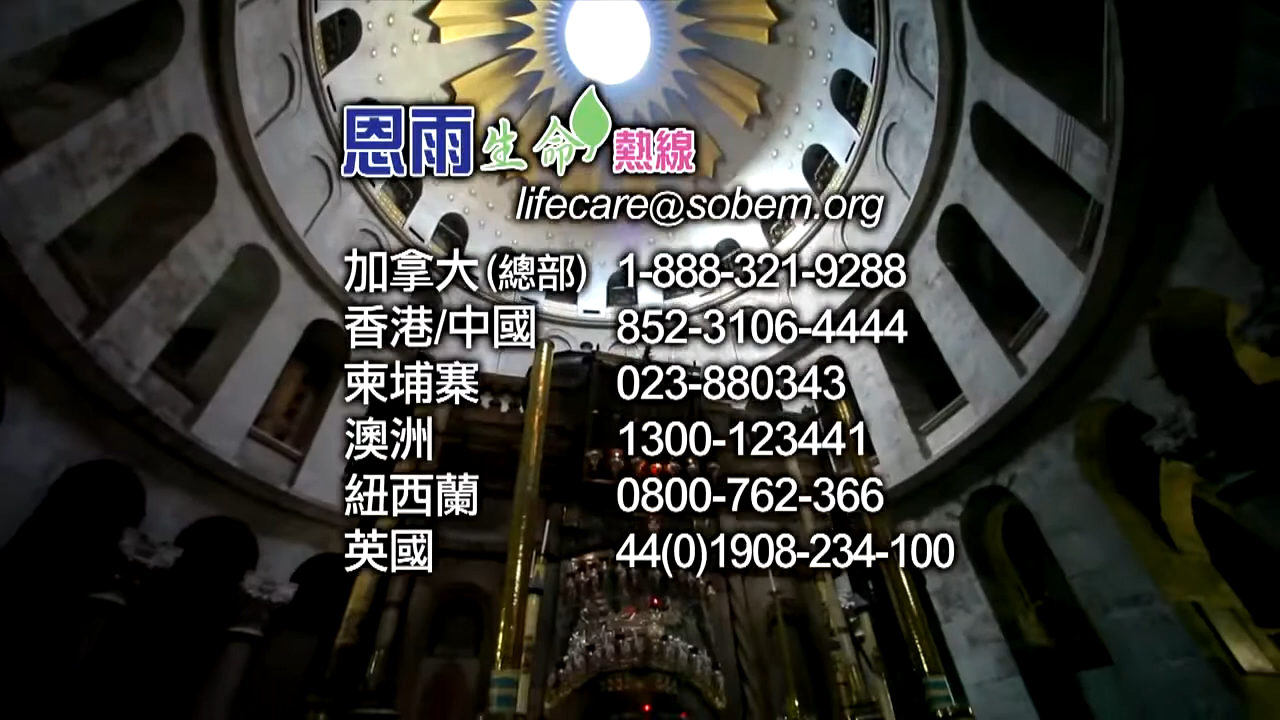 恩雨生命熱線
lifecare@sobem.org
加拿大(總部) 1-888-321-9288
香港/中國 852-3106-4444
柬埔寨 023-880343
澳洲 1300-123441
紐西蘭 0800-762-366
英國 44(0)1908-234-100